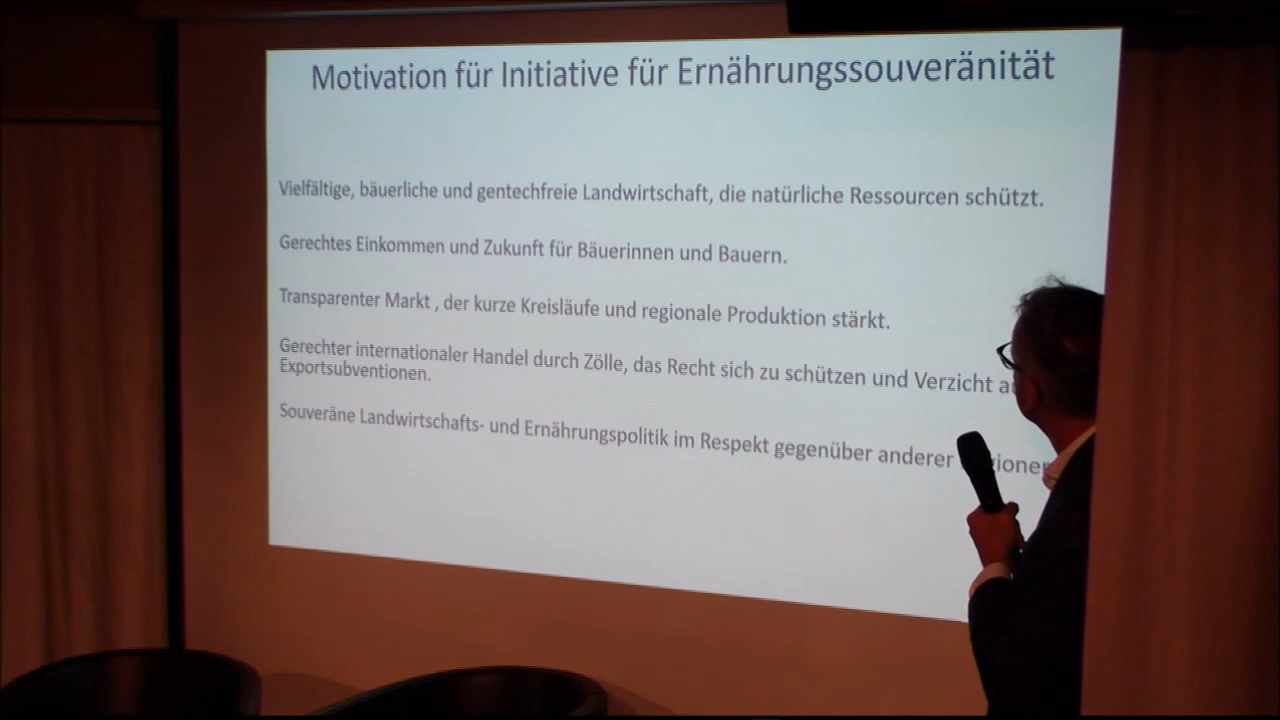 Motivation für Initiative für Ernährungssouveränität
Vielfältige, bäuerliche und gentechfreie Landwirtschaft, die natürliche Ressourcen schützt.
Gerechtes Einkommen und Zukunft für Bäuerinnen und Bauern.
Transparenter Markt , der kurze Kreisläufe und regionale Produktion stärkt.
Gerechter internationaler Handel durch Zölle, das Recht sich zu schützen und Verzicht
Exportsubventionen.
Souveräne Landwirtschafts- und Ernährungspolitik im Respekt gegenüber anderer